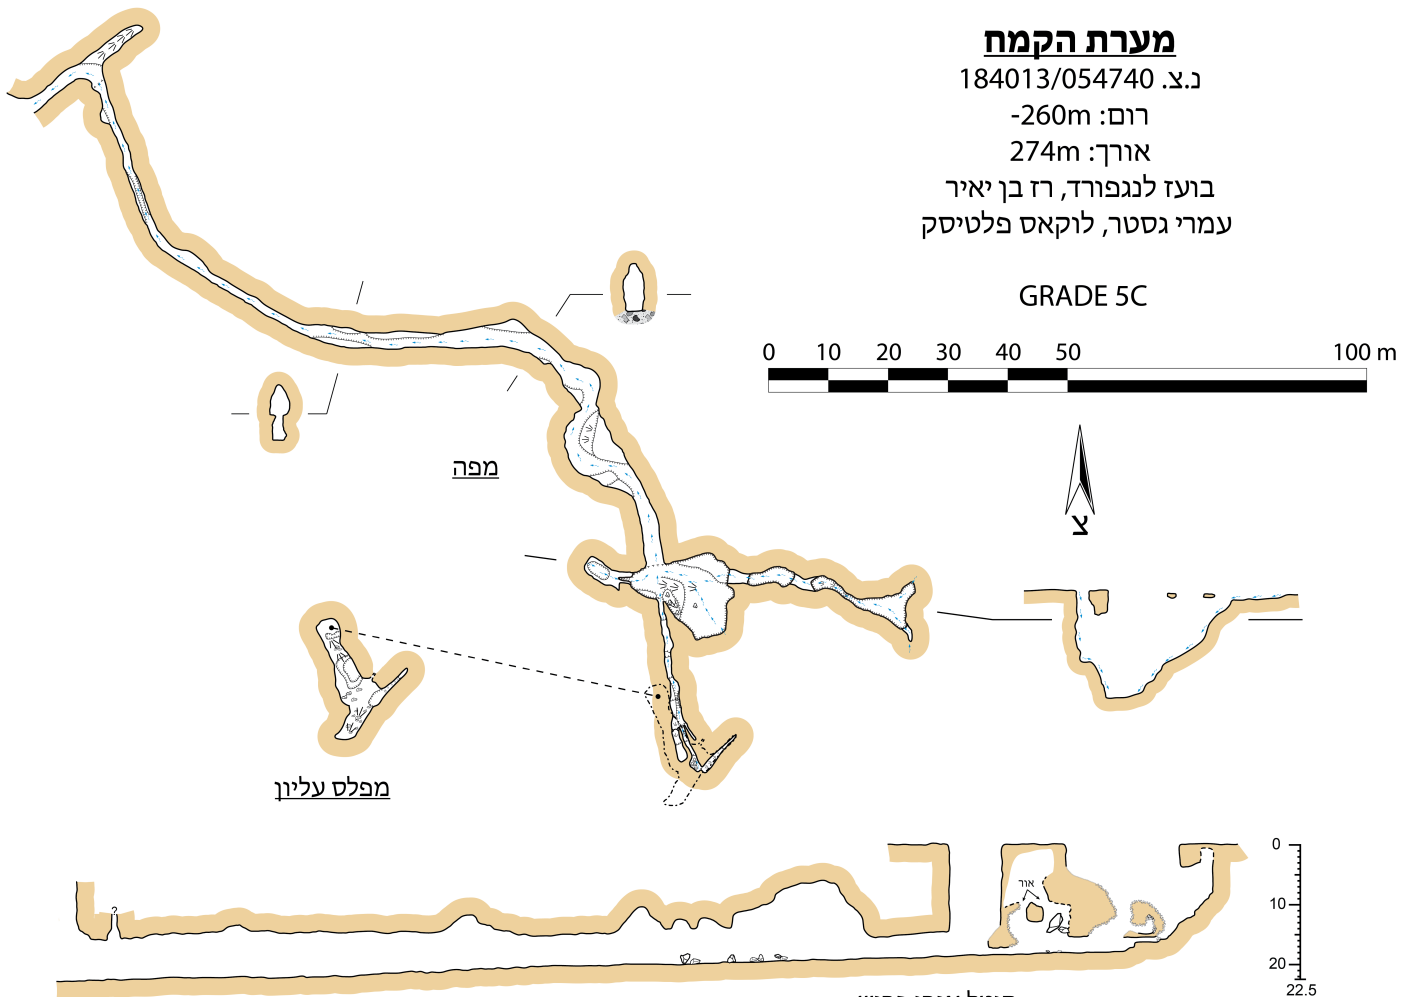 מערת הקמח
נ.צ. 184013/054740
רום: -260m
אורך: 274m
בועז לנגפורד, רז בן יאיר
עמרי גסטר, לוקאס פלטיסק
GRADE 5C
0 10 20 30 40 50 100 m
מפה
צ
מפלס עליון
0
?
אור
10
20
22.5